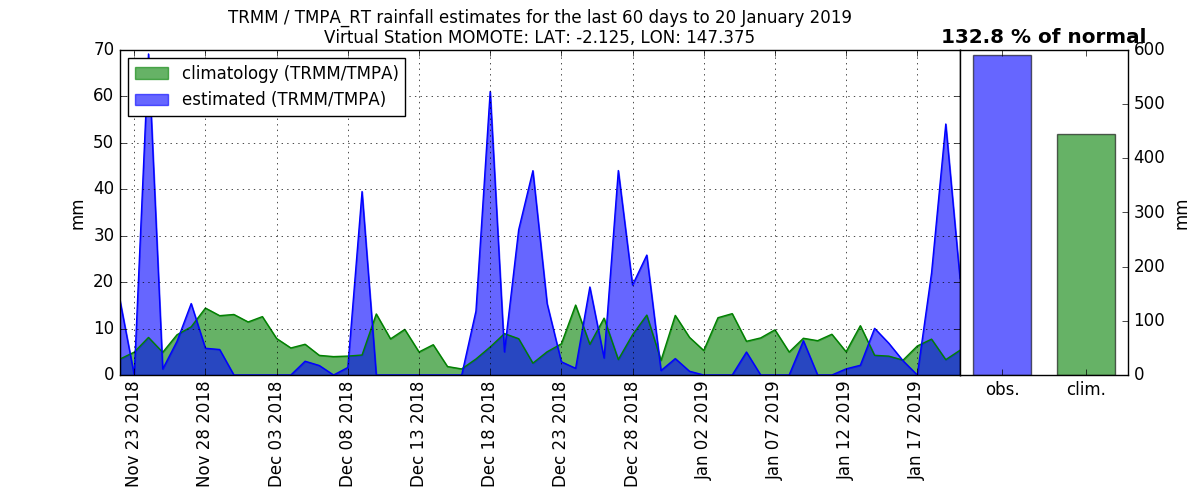 TRMM / TMPA_RT rainfall estimates for the last 60 days to 20 January 2019
Virtual Station MOMOTE: LAT: -2.125, LON: 147.375
132.8 % of normal
climatology (TRMM/TMPA)
estimated (TRMM/TMPA)
70
60
50
40
30
20
10
0
mm
Nov 23 2018
Nov 28 2018
Dec 03 2018
Dec 08 2018
Dec 13 2018
Dec 18 2018
Dec 23 2018
Dec 28 2018
Jan 02 2019
Jan 07 2019
Jan 12 2019
Jan 17 2019
obs.
clim.
600
500
400
300
200
100
0
mm